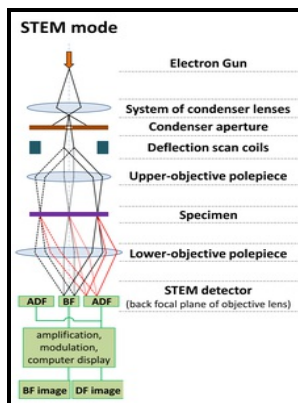 STEM mode
Electron Gun
System of condenser lenses
Condenser aperture
Deflection scan coils
Upper-objective polepiece
Specimen
Lower-objective polepiece
STEM detector
(back focal plane of objective lens)
ADF BF ADF
amplification,
modulation,
computer display
BF image DF image